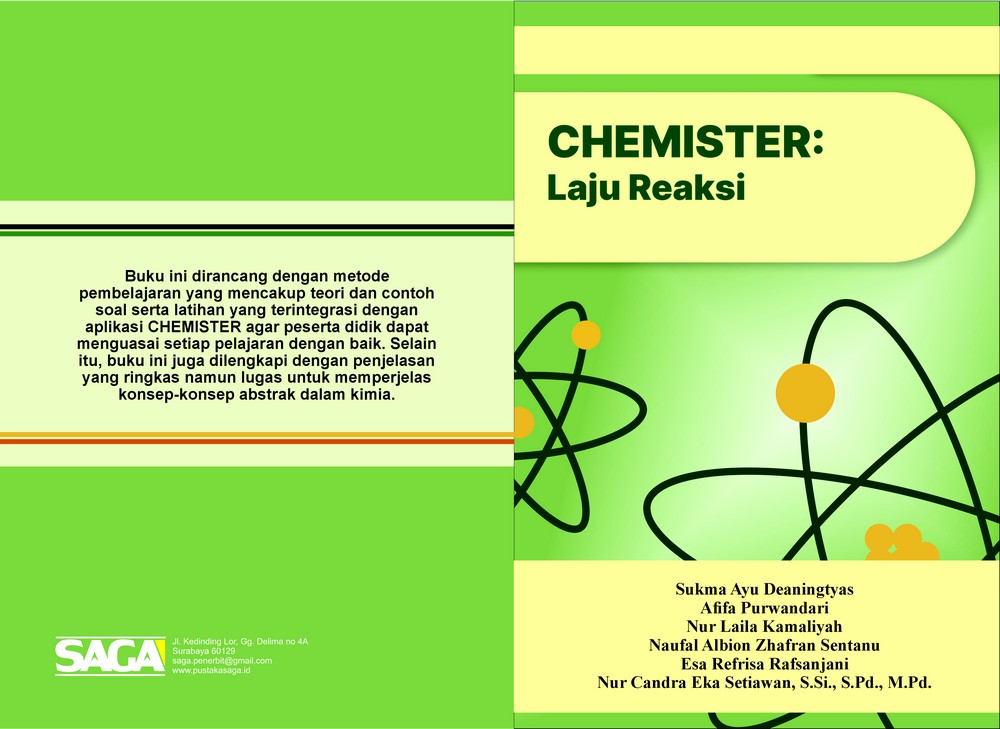 Buku ini dirancang dengan metode
pembelajaran yang mencakup teori dan contoh
soal serta latihan yang terintegrasi dengan
aplikasi CHEMISTER agar peserta didik dapat
menguasai setiap pelajaran dengan baik. Selain
itu, buku ini juga dilengkapi dengan penjelasan
yang ringkas namun lugas untuk memperjelas
konsep-konsep abstrak dalam kimia.
SAGA
Jl. Kedinding Lor, Gg. Delima no 4A
Surabaya 60129
saga.penerbit@gmail.com
www.pustakasaga.id
CHEMISTER:
Laju Reaksi
Sukma Ayu Deaningtyas
Afifa Purwandari
Nur Laila Kamaliyah
Naufal Albion Zhafran Sentanu
Esa Refrisa Rafsanjani
Nur Candra Eka Setiawan, S.Si., S.Pd., M.Pd.